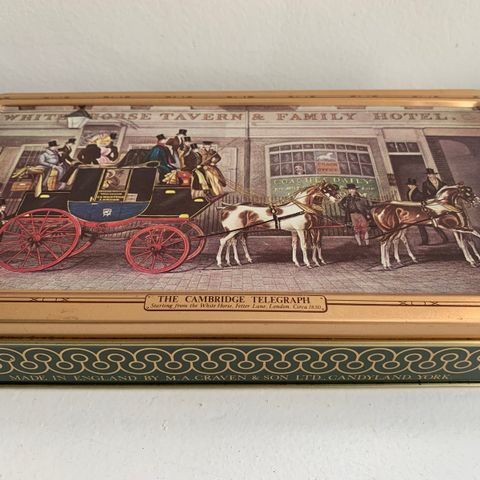 WHITE HORSE TAVERN & FAMILY HOTEL.
COACHES DAILY
THE CAMBRIDGE TELEGRAPH
Starting from the White Horse, Fetter Lane, London. Circa 1830.
MADE IN ENGLAND BY M.A. CRAVEN & SON LTD. CANDYLAND, YORK